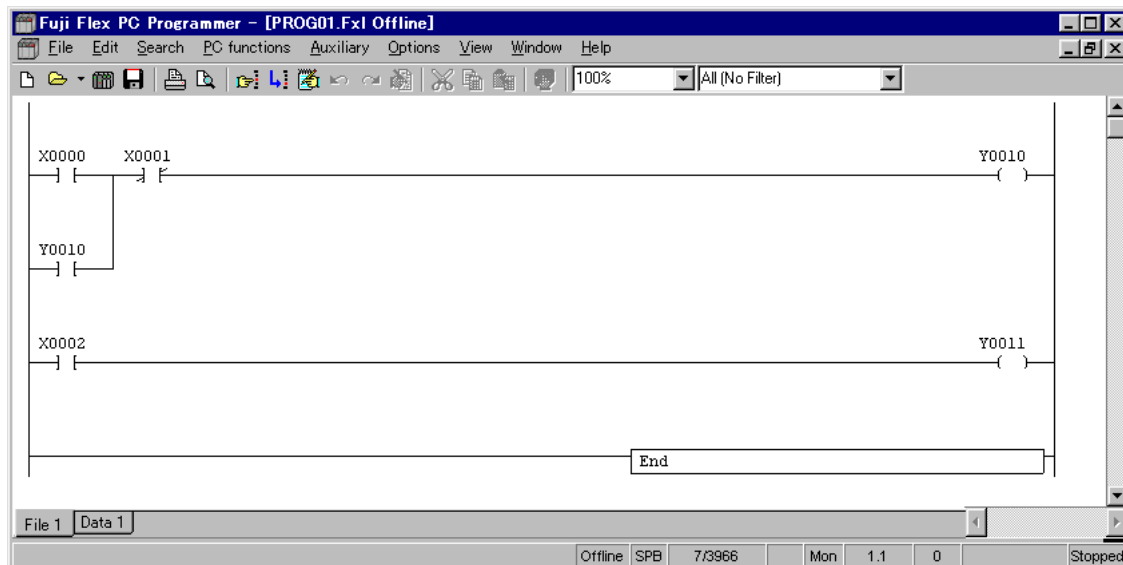 Fuji Flex PC Programmer - [PROG01.Fxl Offline]
File Edit Search PC functions Auxiliary Options View Window Help
100% All (No Filter)
X0000 X0001 Y0010
Y0010
X0002 Y0011
End
File 1 Data 1
Offline SPB 7/3966 Mon 1.1 0 Stopped